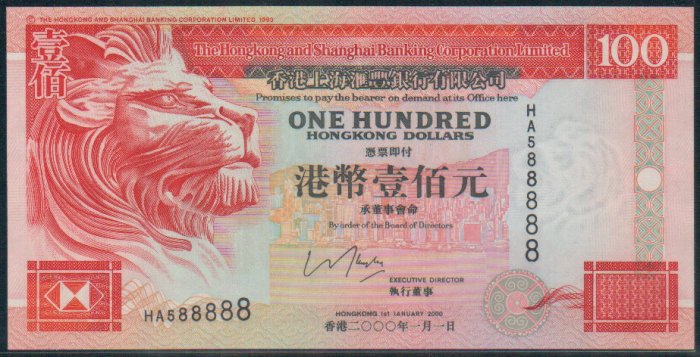 © THE HONGKONG AND SHANGHAI BANKING CORPORATION LIMITED 1993
壹佰
The Hongkong and Shanghai Banking Corporation Limited
100
香港上海滙豐銀行有限公司
Promises to pay the bearer on demand at its Office here
ONE HUNDRED
HONGKONG DOLLARS
憑票即付
港幣壹佰元
承董事會命
By order of the Board of Directors
HA588888
EXECUTIVE DIRECTOR
執行董事
HA588888
HONGKONG 1ST JANUARY 2000
香港二〇〇〇年一月一日